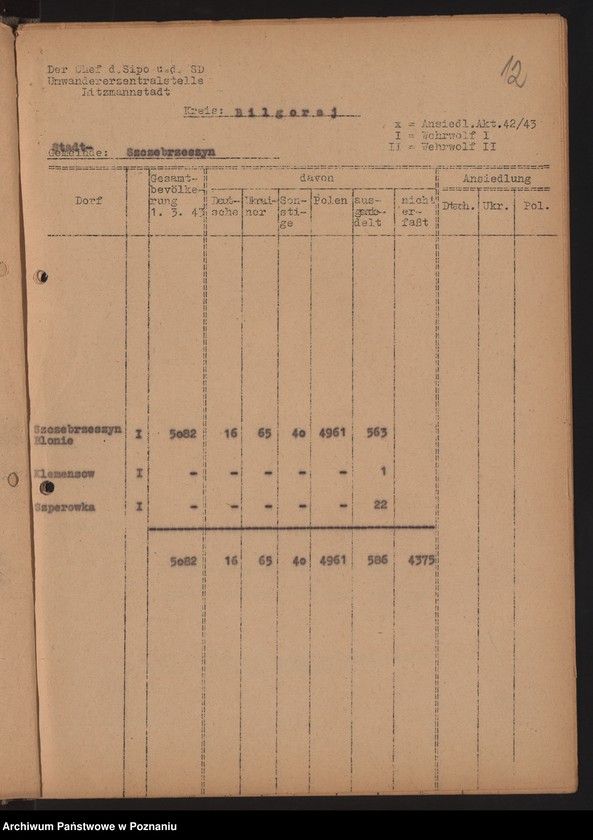 12
Der Chef d.Sipo u.d. SD
Umwandererzentralstelle
Litzmannstadt
Kreis: Bilgoraj
x = Ansiedl.Akt.42/43
I = Wehrwolf 1
II = Wehrwolf II
Stadt-
Gemeinde: Szczebrzeszyn
Dorf
Gesamt-
bevölke-
rung
1. 3. 43
davon
Deut-
sche
Ukrai-
ner
Son-
sti-
ge
Polen
aus-
gesie-
delt
nicht
er-
faßt
Ansiedlung
Dtsch. Ukr. Pol.
Szczebrzeszyn
Blonie I 5082 16 65 40 4961 563
Klemensow I - - - - - 1
Szperowka I - - - - - 22
5082 16 65 40 4961 586 4375
Archiwum Państwowe w Poznaniu